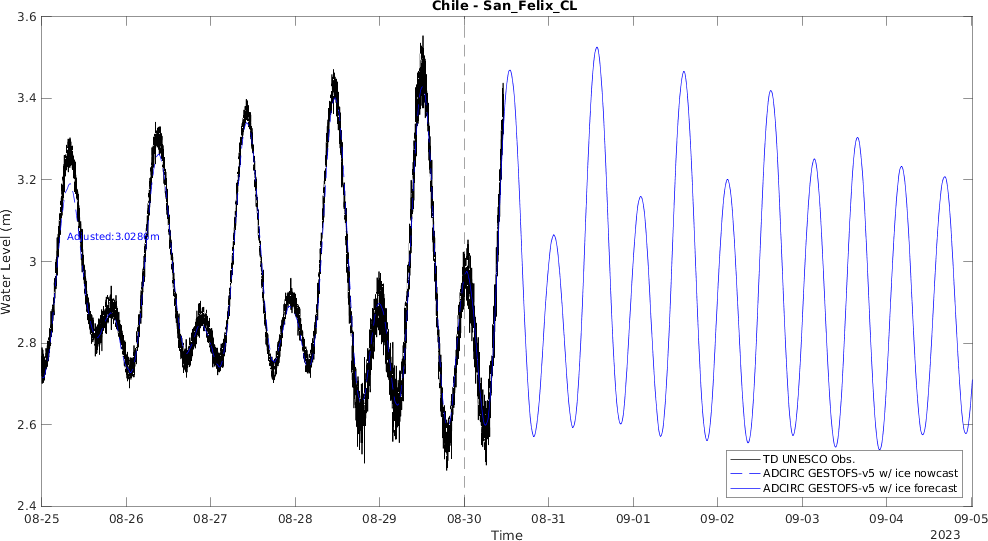 Chile - San_Felix_CL
3.6
3.4
3.2
3
2.8
2.6
2.4
Water Level (m)
Adjusted:3.0286m
TD UNESCO Obs.
ADCIRC GESTOFS-v5 w/ ice nowcast
ADCIRC GESTOFS-v5 w/ ice forecast
08-25 08-26 08-27 08-28 08-29 08-30 08-31 09-01 09-02 09-03 09-04 09-05
Time
2023